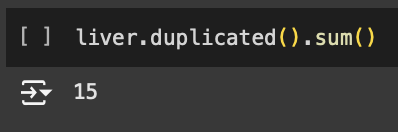 [ ] liver.duplicated().sum()
15